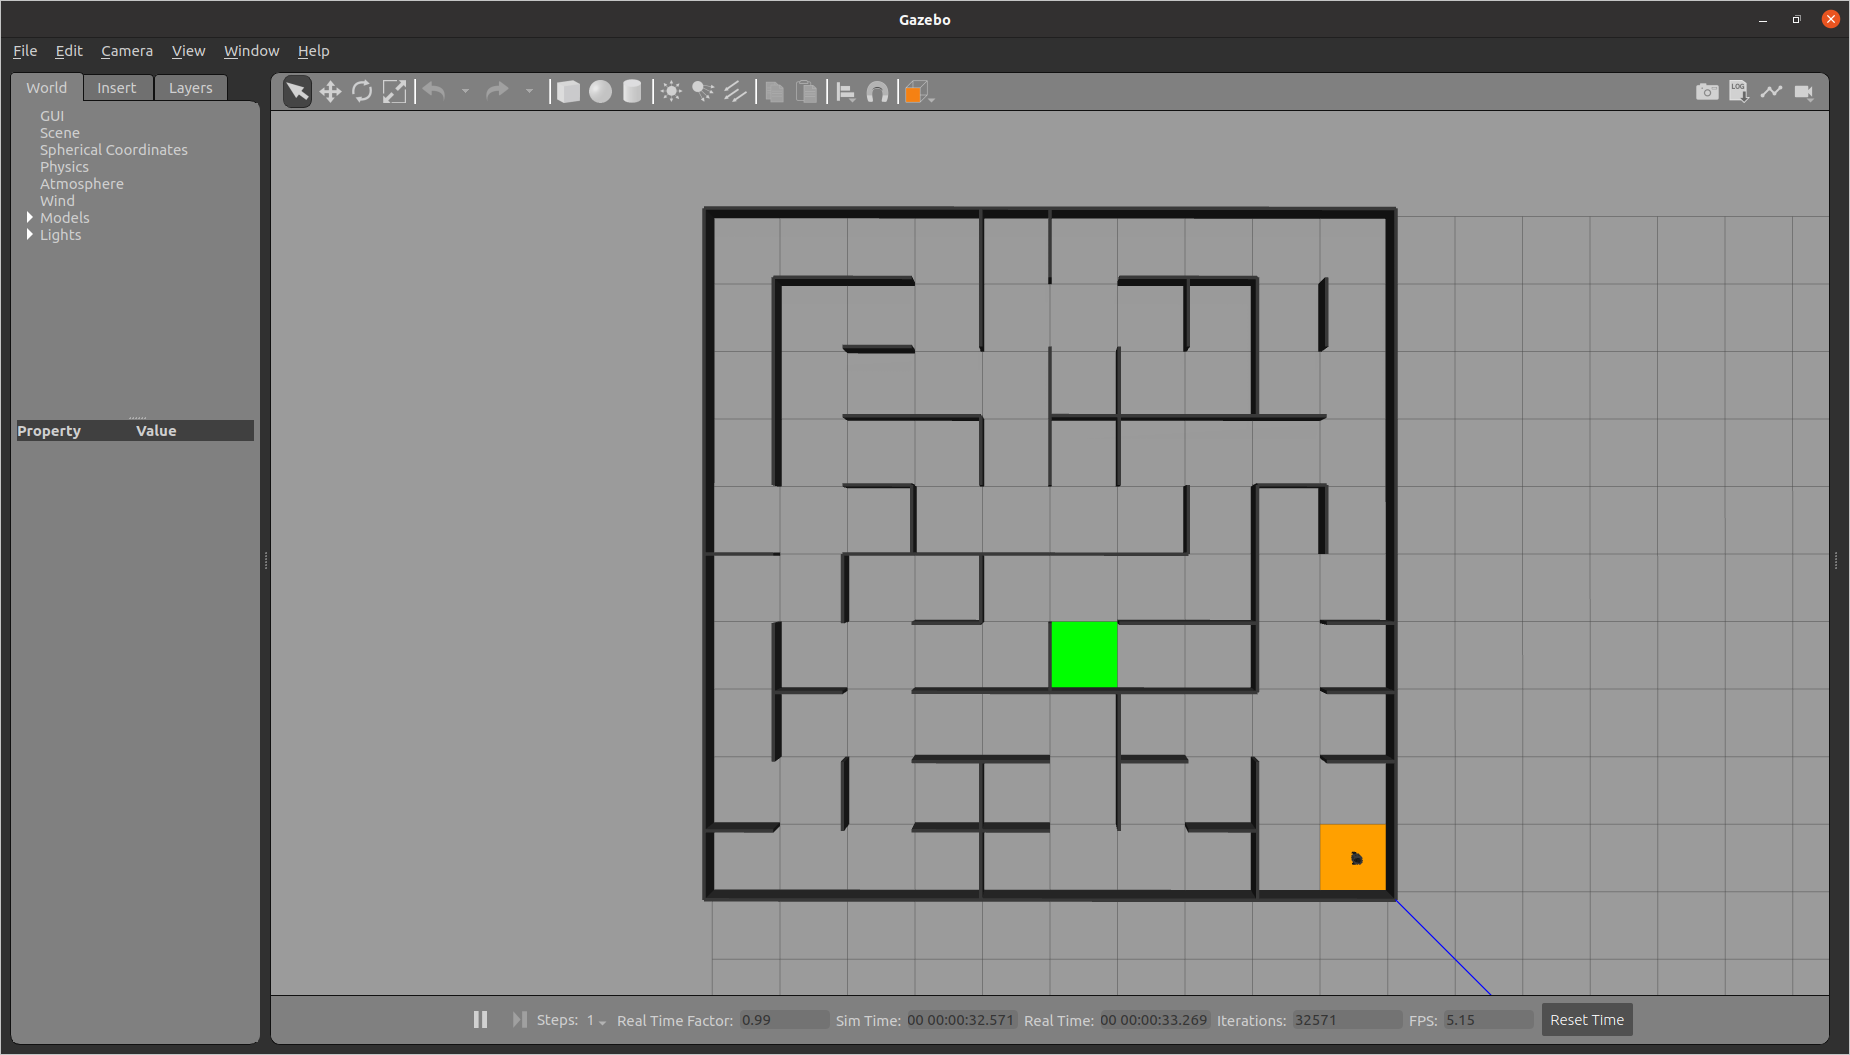 Gazebo
File Edit Camera View Window Help
World Insert Layers
LOG
GUI
Scene
Spherical Coordinates
Physics
Atmosphere
Wind
Models
Lights
Property Value
Steps: 1 Real Time Factor: 0.99 Sim Time: 00 00:00:32.571 Real Time: 00 00:00:33.269 Iterations: 32571 FPS: 5.15 Reset Time